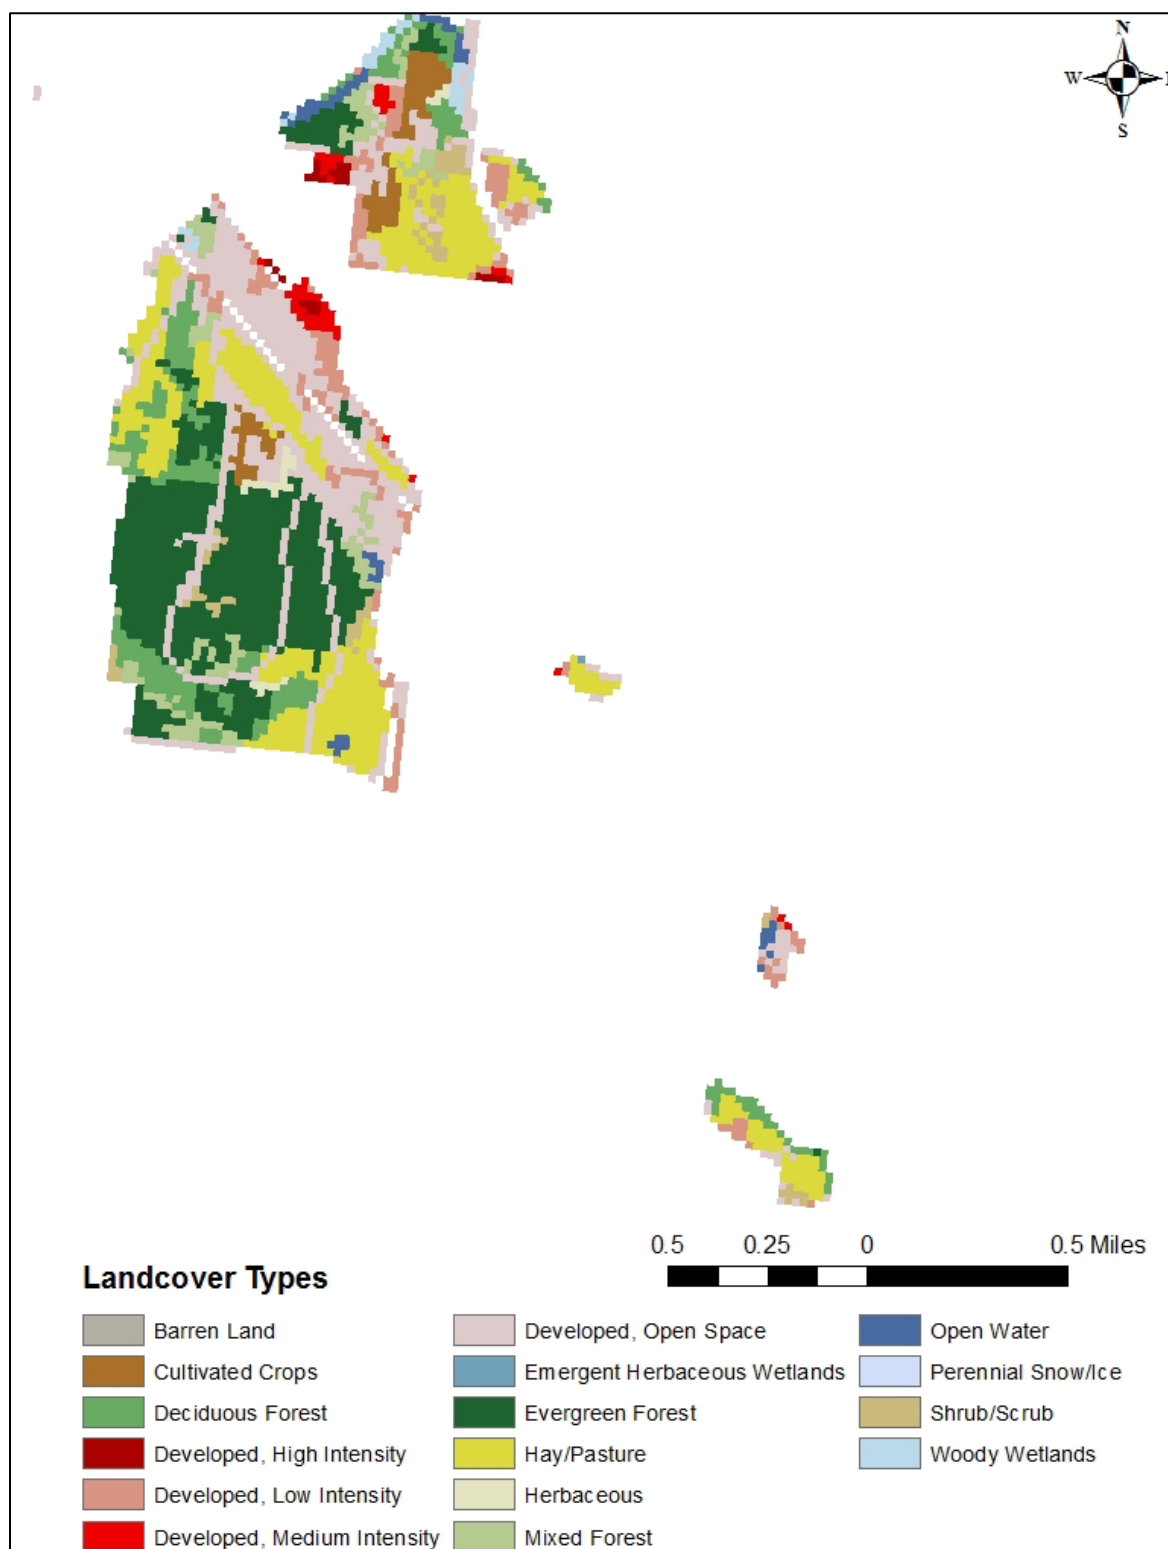 N
W
S
0.5 0.25 0 0.5 Miles
Landcover Types
Barren Land
Cultivated Crops
Deciduous Forest
Developed, High Intensity
Developed, Low Intensity
Developed, Medium Intensity
Developed, Open Space
Emergent Herbaceous Wetlands
Evergreen Forest
Hay/Pasture
Herbaceous
Mixed Forest
Open Water
Perennial Snow/Ice
Shrub/Scrub
Woody Wetlands